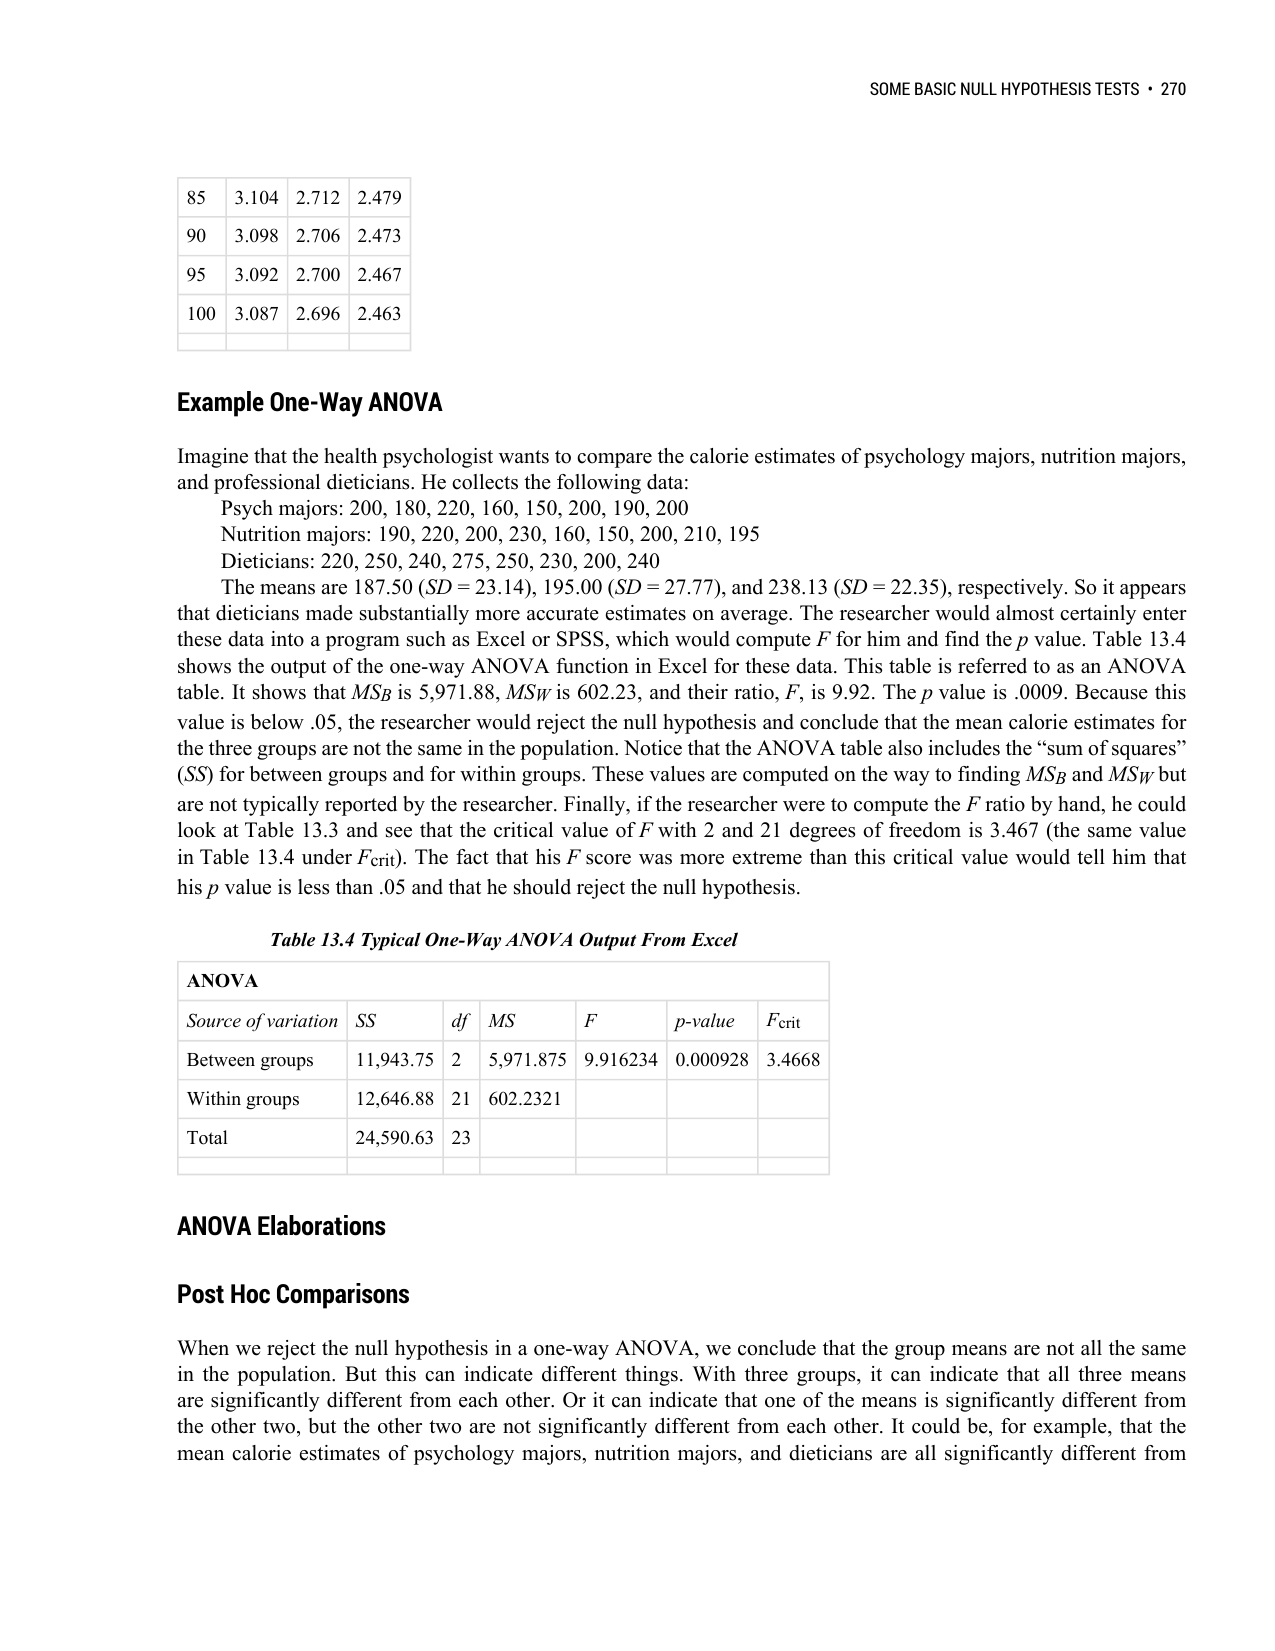 SOME BASIC NULL HYPOTHESIS TESTS • 270
85 3.104 2.712 2.479
90 3.098 2.706 2.473
95 3.092 2.700 2.467
100 3.087 2.696 2.463
Example One-Way ANOVA
Imagine that the health psychologist wants to compare the calorie estimates of psychology majors, nutrition majors,
and professional dieticians. He collects the following data:
Psych majors: 200, 180, 220, 160, 150, 200, 190, 200
Nutrition majors: 190, 220, 200, 230, 160, 150, 200, 210, 195
Dieticians: 220, 250, 240, 275, 250, 230, 200, 240
The means are 187.50 (SD = 23.14), 195.00 (SD = 27.77), and 238.13 (SD = 22.35), respectively. So it appears
that dieticians made substantially more accurate estimates on average. The researcher would almost certainly enter
these data into a program such as Excel or SPSS, which would compute F for him and find the p value. Table 13.4
shows the output of the one-way ANOVA function in Excel for these data. This table is referred to as an ANOVA
table. It shows that MSB is 5,971.88, MSW is 602.23, and their ratio, F, is 9.92. The p value is .0009. Because this
value is below .05, the researcher would reject the null hypothesis and conclude that the mean calorie estimates for
the three groups are not the same in the population. Notice that the ANOVA table also includes the “sum of squares”
(SS) for between groups and for within groups. These values are computed on the way to finding MSB and MSW but
are not typically reported by the researcher. Finally, if the researcher were to compute the F ratio by hand, he could
look at Table 13.3 and see that the critical value of F with 2 and 21 degrees of freedom is 3.467 (the same value
in Table 13.4 under Fcrit). The fact that his F score was more extreme than this critical value would tell him that
his p value is less than .05 and that he should reject the null hypothesis.
Table 13.4 Typical One-Way ANOVA Output From Excel
ANOVA
Source of variation SS df MS F p-value Fcrit
Between groups 11,943.75 2 5,971.875 9.916234 0.000928 3.4668
Within groups 12,646.88 21 602.2321
Total 24,590.63 23
ANOVA Elaborations
Post Hoc Comparisons
When we reject the null hypothesis in a one-way ANOVA, we conclude that the group means are not all the same
in the population. But this can indicate different things. With three groups, it can indicate that all three means
are significantly different from each other. Or it can indicate that one of the means is significantly different from
the other two, but the other two are not significantly different from each other. It could be, for example, that the
mean calorie estimates of psychology majors, nutrition majors, and dieticians are all significantly different from